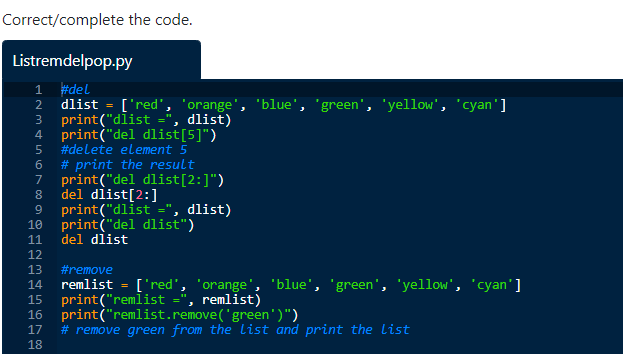 Correct/complete the code.
Listremdelpop.py
1 #del
2 dlist = ['red', 'orange', 'blue', 'green', 'yellow', 'cyan']
3 print("dlist =", dlist)
4 print("del dlist[5]")
5 #delete element 5
6 # print the result
7 print("del dlist[2:]")
8 del dlist[2:]
9 print("dlist =", dlist)
10 print("del dlist")
11 del dlist
12
13 #remove
14 remlist = ['red', 'orange', 'blue', 'green', 'yellow', 'cyan']
15 print("remlist =", remlist)
16 print("remlist.remove('green')")
17 # remove green from the list and print the list
18